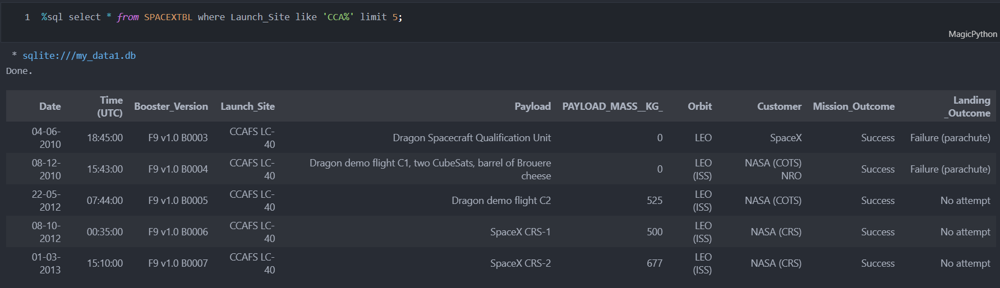 1 %sql select * from SPACEXTBL where Launch_Site like 'CCA%' limit 5;
MagicPython
* sqlite:///my_data1.db
Done.
Date Time (UTC) Booster_Version Launch_Site Payload PAYLOAD_MASS__KG_ Orbit Customer Mission_Outcome Landing _Outcome
04-06-2010 18:45:00 F9 v1.0 B0003 CCAFS LC-40 Dragon Spacecraft Qualification Unit 0 LEO SpaceX Success Failure (parachute)
08-12-2010 15:43:00 F9 v1.0 B0004 CCAFS LC-40 Dragon demo flight C1, two CubeSats, barrel of Brouere cheese 0 LEO (ISS) NASA (COTS) NRO Success Failure (parachute)
22-05-2012 07:44:00 F9 v1.0 B0005 CCAFS LC-40 Dragon demo flight C2 525 LEO (ISS) NASA (COTS) Success No attempt
08-10-2012 00:35:00 F9 v1.0 B0006 CCAFS LC-40 SpaceX CRS-1 500 LEO (ISS) NASA (CRS) Success No attempt
01-03-2013 15:10:00 F9 v1.0 B0007 CCAFS LC-40 SpaceX CRS-2 677 LEO (ISS) NASA (CRS) Success No attempt